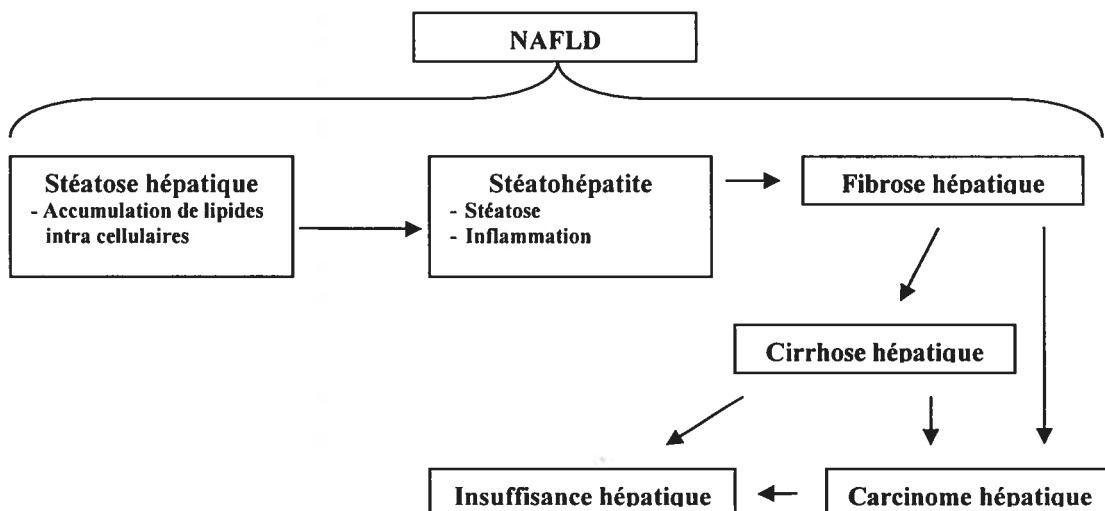 NAFLD
Stéatose hépatique
- Accumulation de lipides
intra cellulaires
Stéatohépatite
- Stéatose
- Inflammation
Fibrose hépatique
Cirrhose hépatique
Insuffisance hépatique
Carcinome hépatique